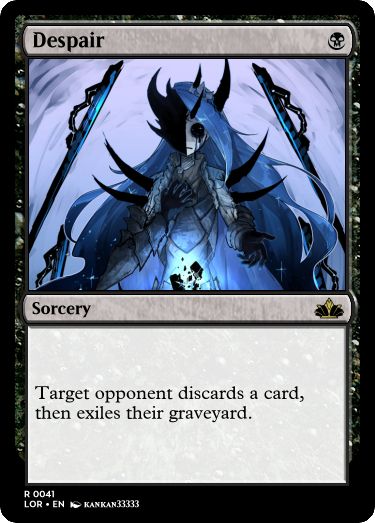 Despair
Sorcery
Target opponent discards a card,
then exiles their graveyard.
R 0041
LOR • EN KANKAN33333